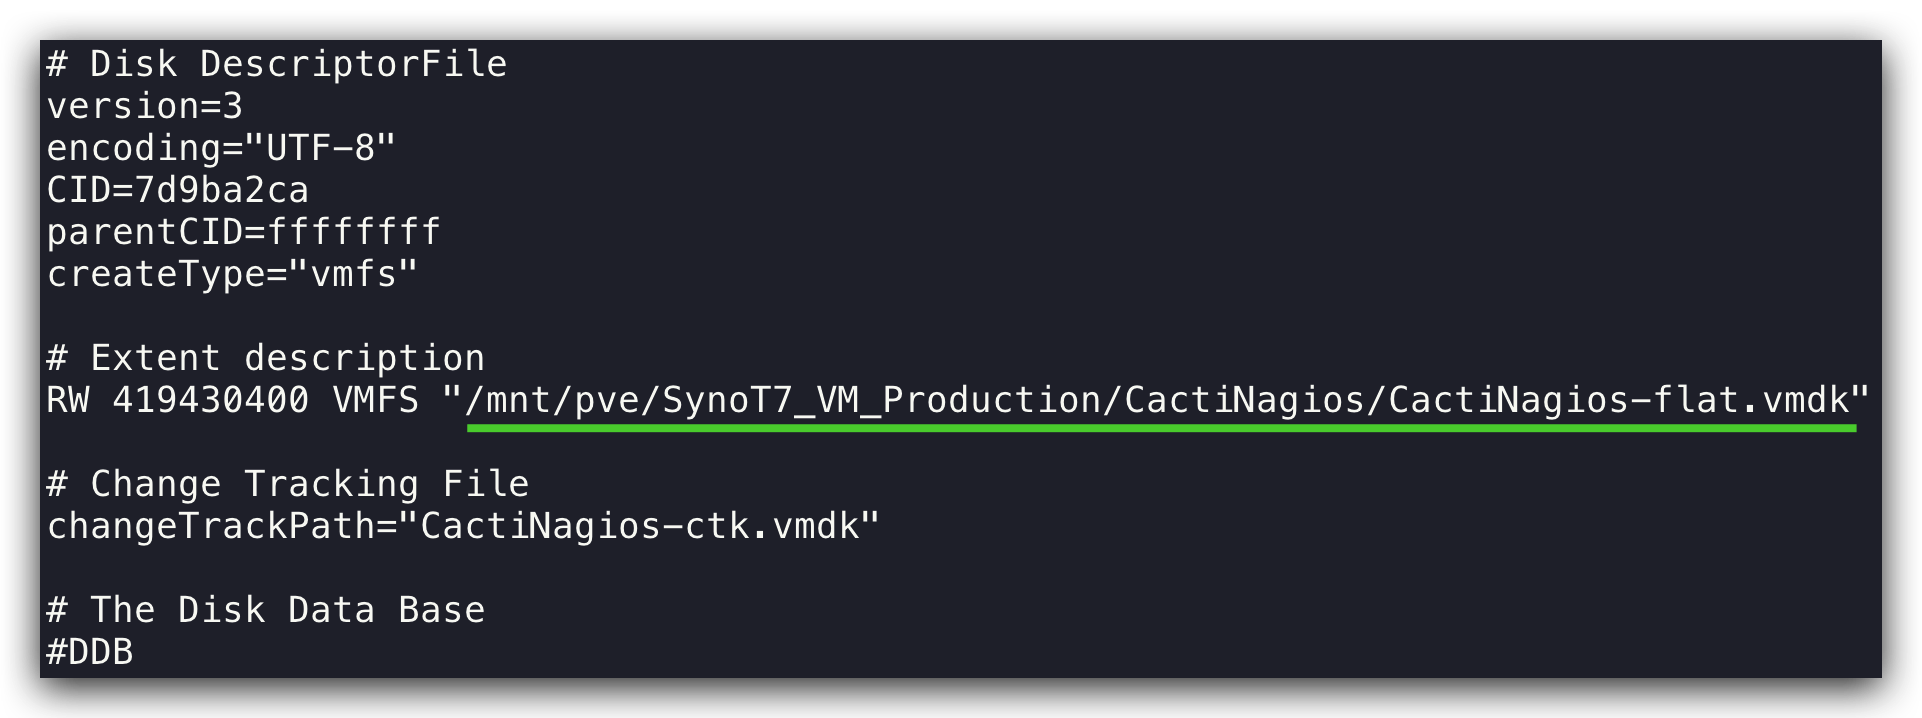 # Disk DescriptorFile
version=3
encoding="UTF-8"
CID=7d9ba2ca
parentCID=ffffffff
createType="vmfs"
# Extent description
RW 419430400 VMFS "/mnt/pve/SynoT7_VM_Production/CactiNagios/CactiNagios-flat.vmdk"
# Change Tracking File
changeTrackPath="CactiNagios-ctk.vmdk"
# The Disk Data Base
#DDB